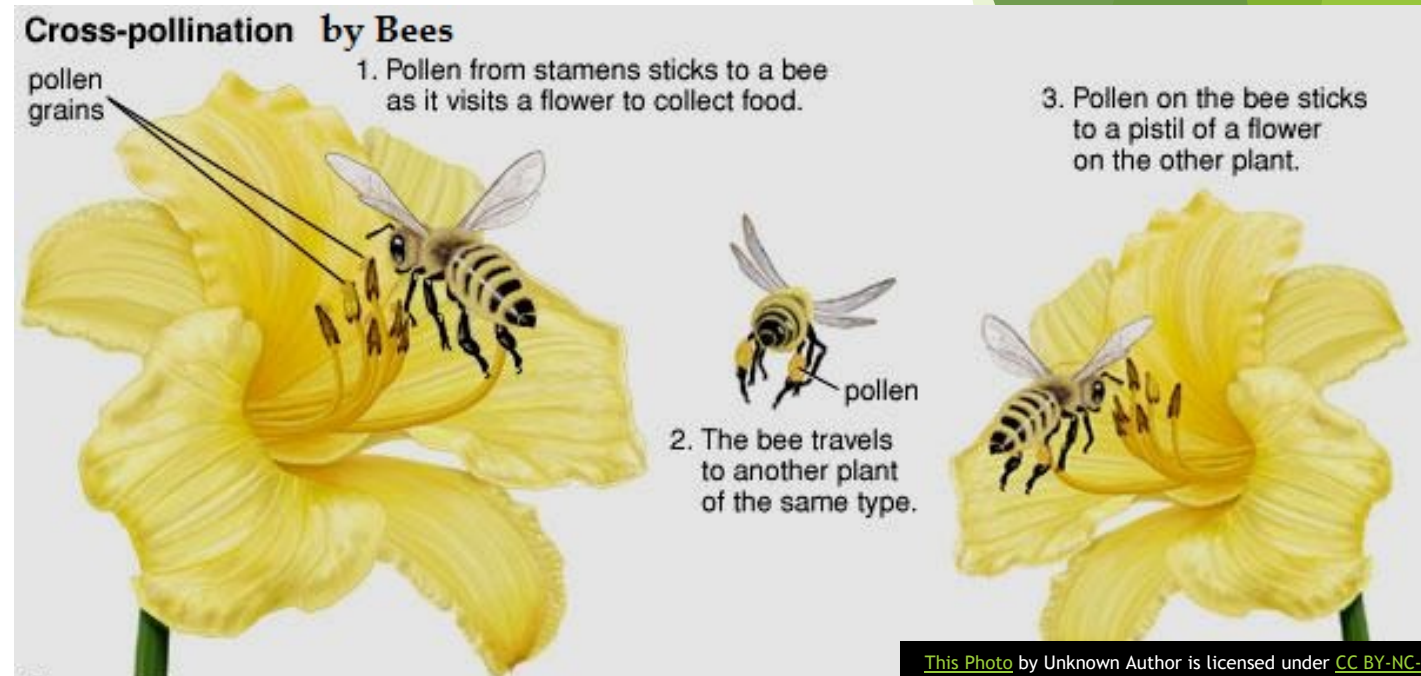 Cross-pollination by Bees
pollen
grains
1. Pollen from stamens sticks to a bee
as it visits a flower to collect food.
pollen
2. The bee travels
to another plant
of the same type.
3. Pollen on the bee sticks
to a pistil of a flower
on the other plant.
This Photo by Unknown Author is licensed under CC BY-NC-